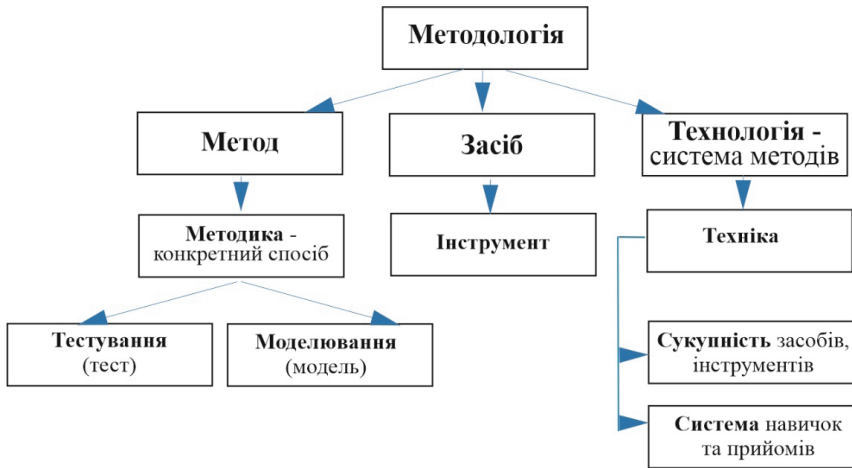 Методологія
Метод
Засіб
Технологія -
система методів
Методика -
конкретний спосіб
Інструмент
Техніка
Тестування
(тест)
Моделювання
(модель)
Сукупність засобів,
інструментів
Система навичок
та прийомів